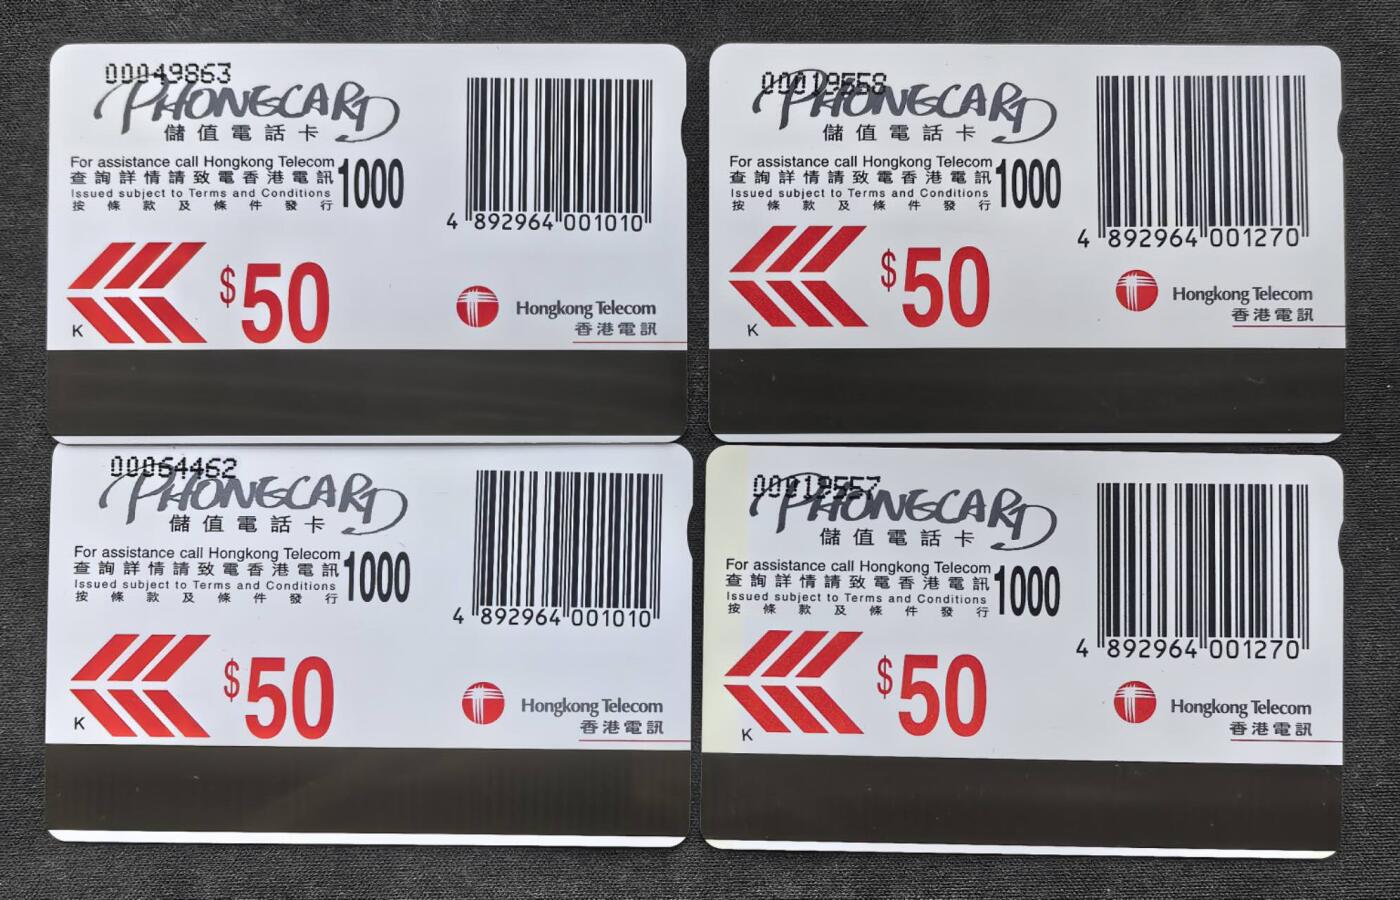 00049863
PHONECARD
儲值電話卡
For assistance call Hongkong Telecom
查詢詳情請致電香港電訊
1000
Issued subject to Terms and Conditions
按條款及條件發行
4 892964 001010
$50
K
Hongkong Telecom
香港電訊
00019558
PHONECARD
儲值電話卡
For assistance call Hongkong Telecom
查詢詳情請致電香港電訊
1000
Issued subject to Terms and Conditions
按條款及條件發行
4 892964 001270
$50
K
Hongkong Telecom
香港電訊
00064462
PHONECARD
儲值電話卡
For assistance call Hongkong Telecom
查詢詳情請致電香港電訊
1000
Issued subject to Terms and Conditions
按條款及條件發行
4 892964 001010
$50
K
Hongkong Telecom
香港電訊
00019557
PHONECARD
儲值電話卡
For assistance call Hongkong Telecom
查詢詳情請致電香港電訊
1000
Issued subject to Terms and Conditions
按條款及條件發行
4 892964 001270
$50
K
Hongkong Telecom
香港電訊